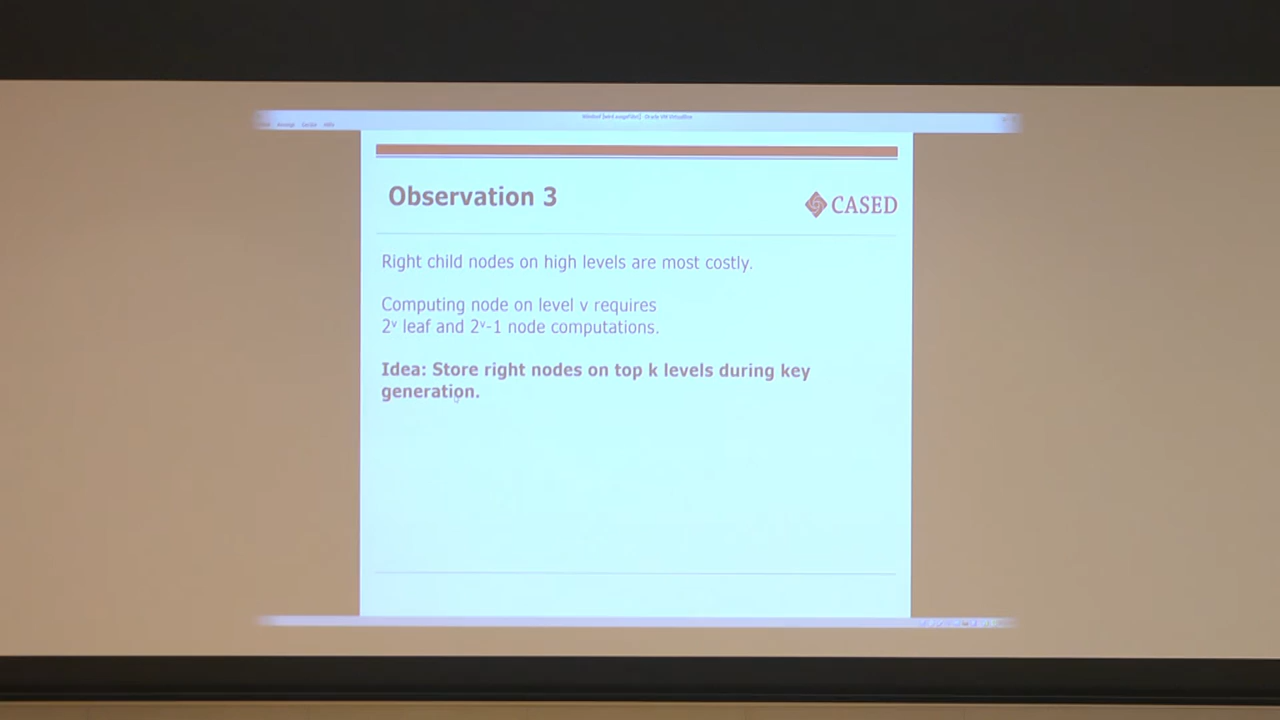 Observation 3
CASED
Right child nodes on high levels are most costly.
Computing node on level v requires
2ᵛ leaf and 2ᵛ-1 node computations.
Idea: Store right nodes on top k levels during key
generation.